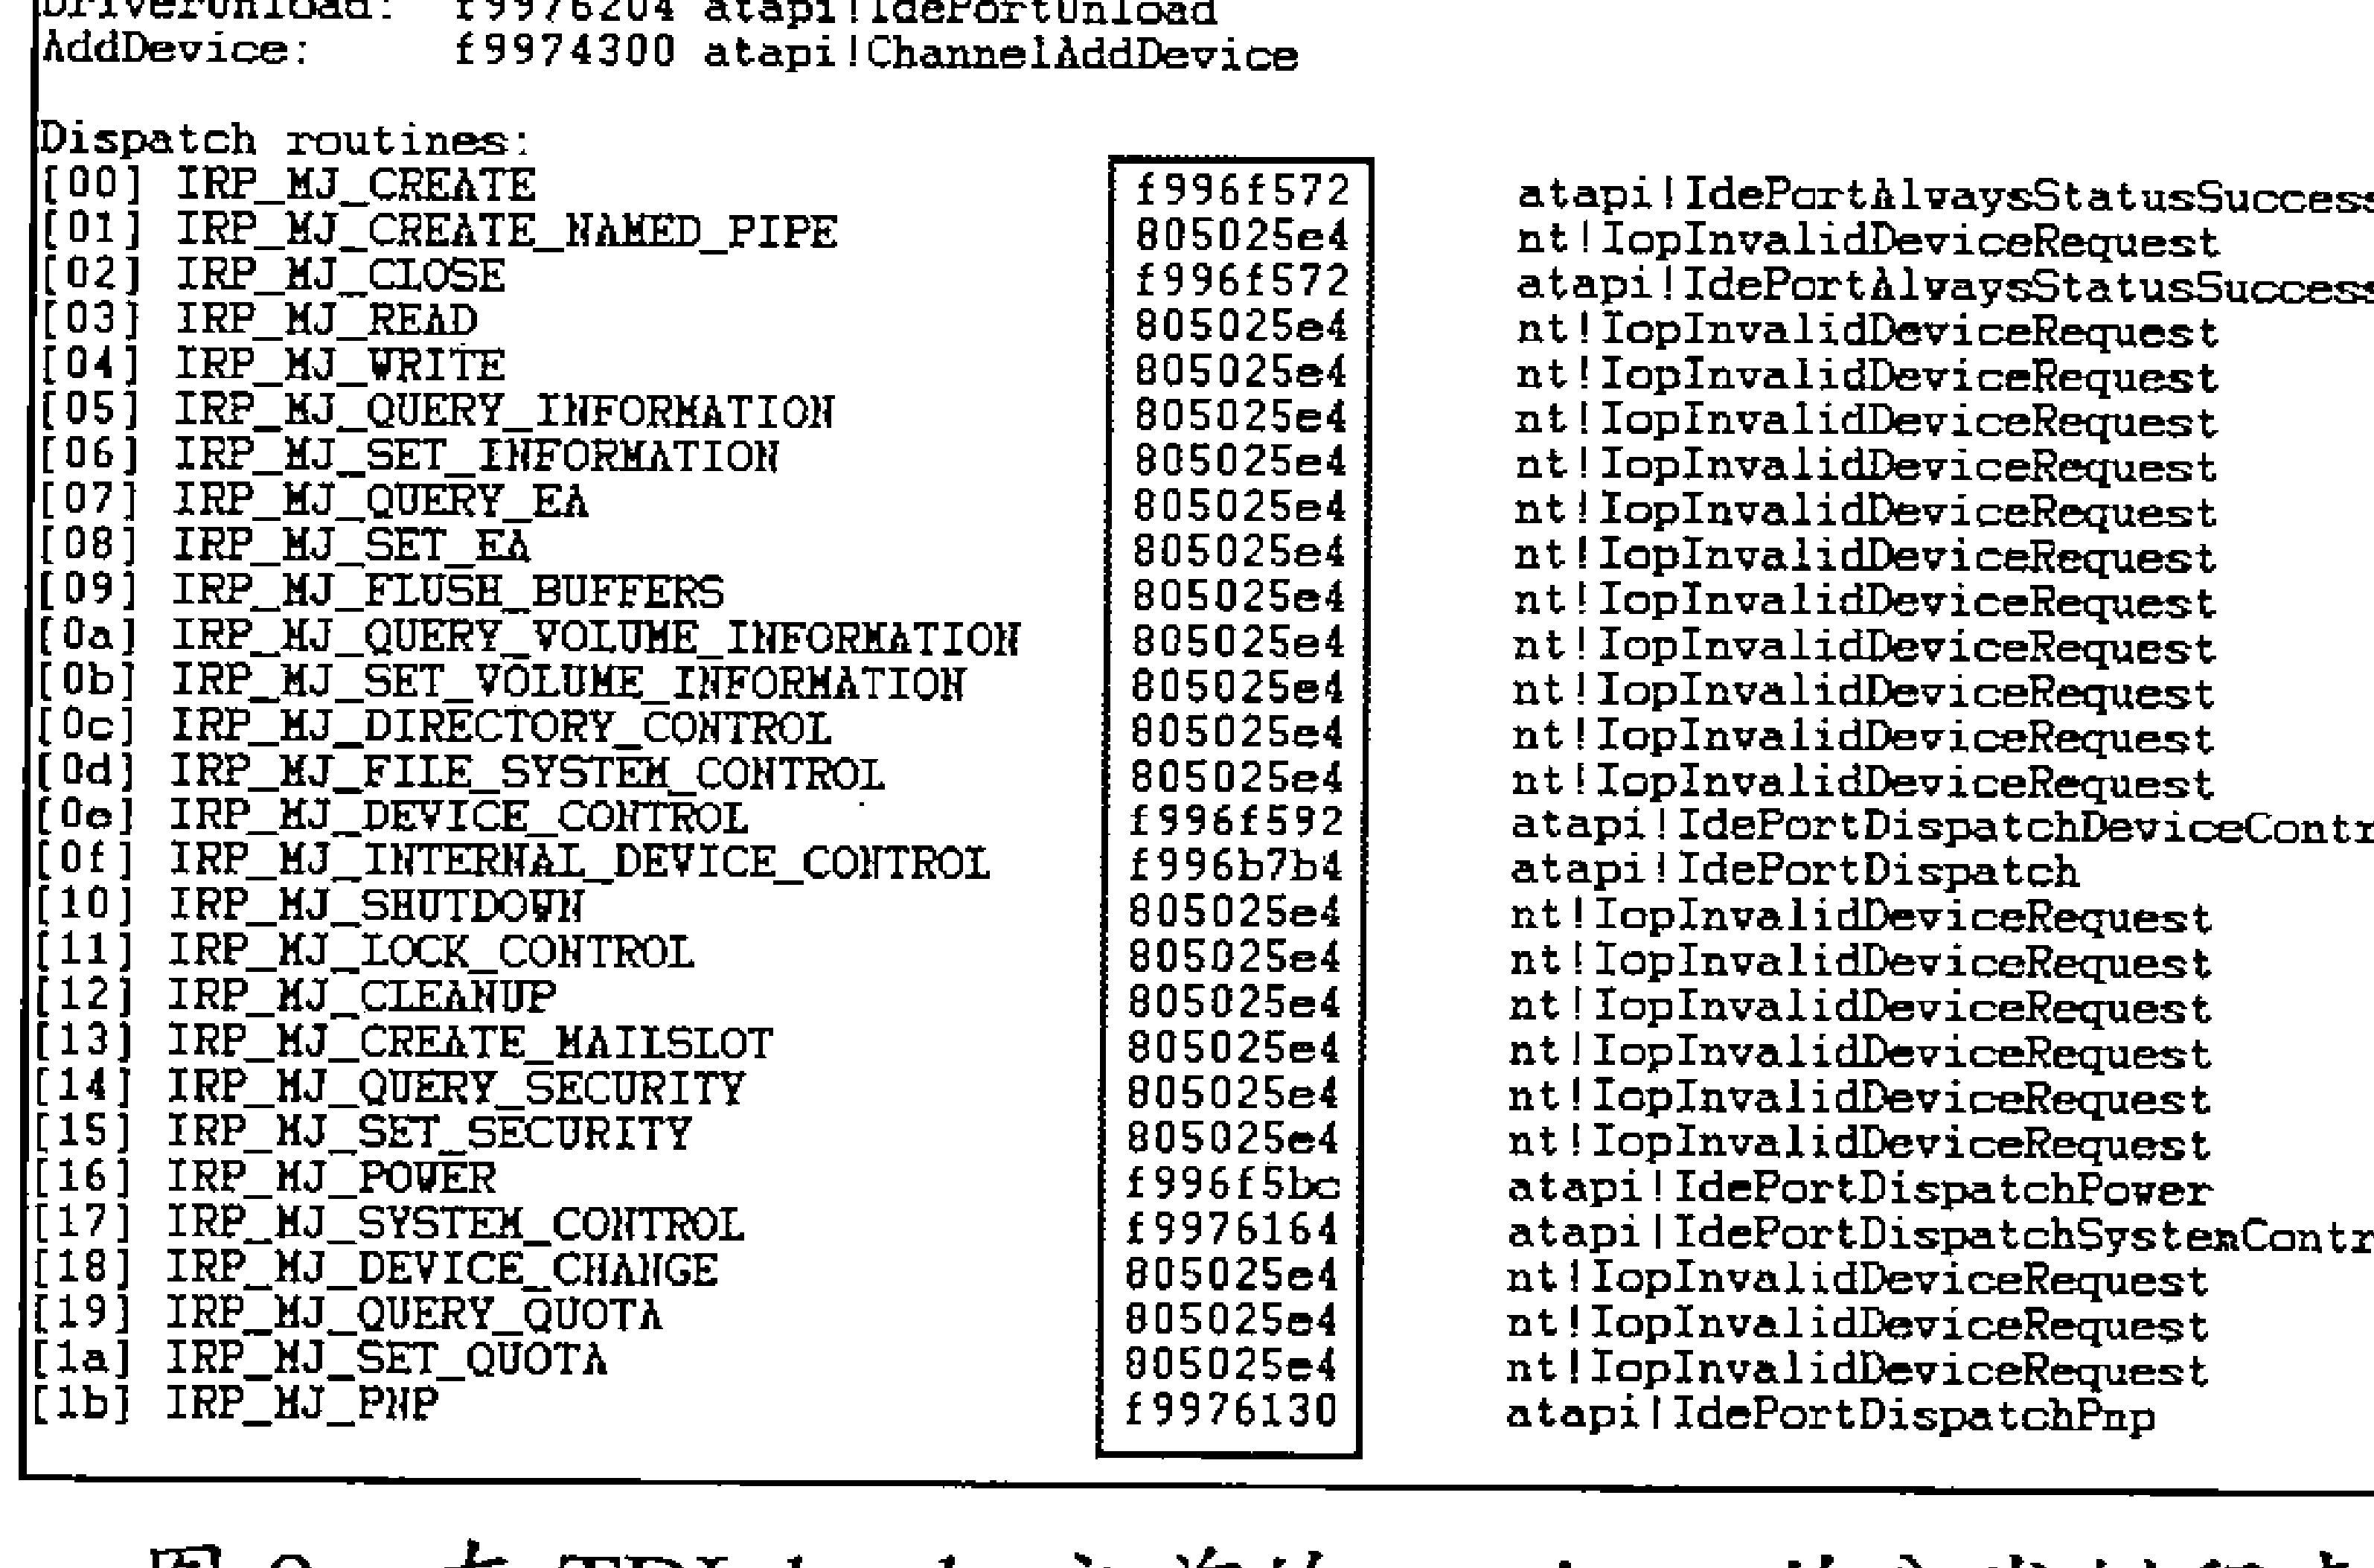 DriverUnload: f9976204 atapi!IdePortUnload
AddDevice: f9974300 atapi!ChannelAddDevice
Dispatch routines:
[00] IRP_MJ_CREATE f996f572 atapi!IdePortAlwaysStatusSuccess
[01] IRP_MJ_CREATE_NAMED_PIPE 805025e4 nt!IopInvalidDeviceRequest
[02] IRP_MJ_CLOSE f996f572 atapi!IdePortAlwaysStatusSuccess
[03] IRP_MJ_READ 805025e4 nt!IopInvalidDeviceRequest
[04] IRP_MJ_WRITE 805025e4 nt!IopInvalidDeviceRequest
[05] IRP_MJ_QUERY_INFORMATION 805025e4 nt!IopInvalidDeviceRequest
[06] IRP_MJ_SET_INFORMATION 805025e4 nt!IopInvalidDeviceRequest
[07] IRP_MJ_QUERY_EA 805025e4 nt!IopInvalidDeviceRequest
[08] IRP_MJ_SET_EA 805025e4 nt!IopInvalidDeviceRequest
[09] IRP_MJ_FLUSH_BUFFERS 805025e4 nt!IopInvalidDeviceRequest
[0a] IRP_MJ_QUERY_VOLUME_INFORMATION 805025e4 nt!IopInvalidDeviceRequest
[0b] IRP_MJ_SET_VOLUME_INFORMATION 805025e4 nt!IopInvalidDeviceRequest
[0c] IRP_MJ_DIRECTORY_CONTROL 805025e4 nt!IopInvalidDeviceRequest
[0d] IRP_MJ_FILE_SYSTEM_CONTROL 805025e4 nt!IopInvalidDeviceRequest
[0e] IRP_MJ_DEVICE_CONTROL f996f592 atapi!IdePortDispatchDeviceContr
[0f] IRP_MJ_INTERNAL_DEVICE_CONTROL f996b7b4 atapi!IdePortDispatch
[10] IRP_MJ_SHUTDOWN 805025e4 nt!IopInvalidDeviceRequest
[11] IRP_MJ_LOCK_CONTROL 805025e4 nt!IopInvalidDeviceRequest
[12] IRP_MJ_CLEANUP 805025e4 nt!IopInvalidDeviceRequest
[13] IRP_MJ_CREATE_MAILSLOT 805025e4 nt!IopInvalidDeviceRequest
[14] IRP_MJ_QUERY_SECURITY 805025e4 nt!IopInvalidDeviceRequest
[15] IRP_MJ_SET_SECURITY 805025e4 nt!IopInvalidDeviceRequest
[16] IRP_MJ_POWER f996f5bc atapi!IdePortDispatchPower
[17] IRP_MJ_SYSTEM_CONTROL f9976164 atapi!IdePortDispatchSystemContr
[18] IRP_MJ_DEVICE_CHANGE 805025e4 nt!IopInvalidDeviceRequest
[19] IRP_MJ_QUERY_QUOTA 805025e4 nt!IopInvalidDeviceRequest
[1a] IRP_MJ_SET_QUOTA 805025e4 nt!IopInvalidDeviceRequest
[1b] IRP_MJ_PNP f9976130 atapi!IdePortDispatchPnp